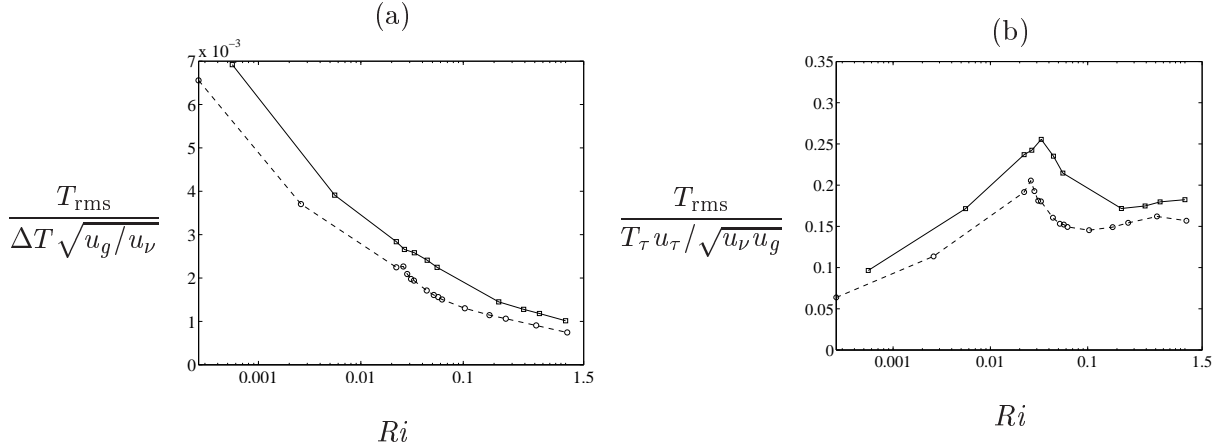 (a)
x 10⁻³
7
6
5
4
3
2
1
0
0.001
0.01
0.1
1.5
T_rms
ΔT √(u_g/u_ν)
Ri
(b)
0.35
0.3
0.25
0.2
0.15
0.1
0.05
0
0.001
0.01
0.1
1.5
T_rms
T_τ u_τ/√(u_ν u_g)
Ri